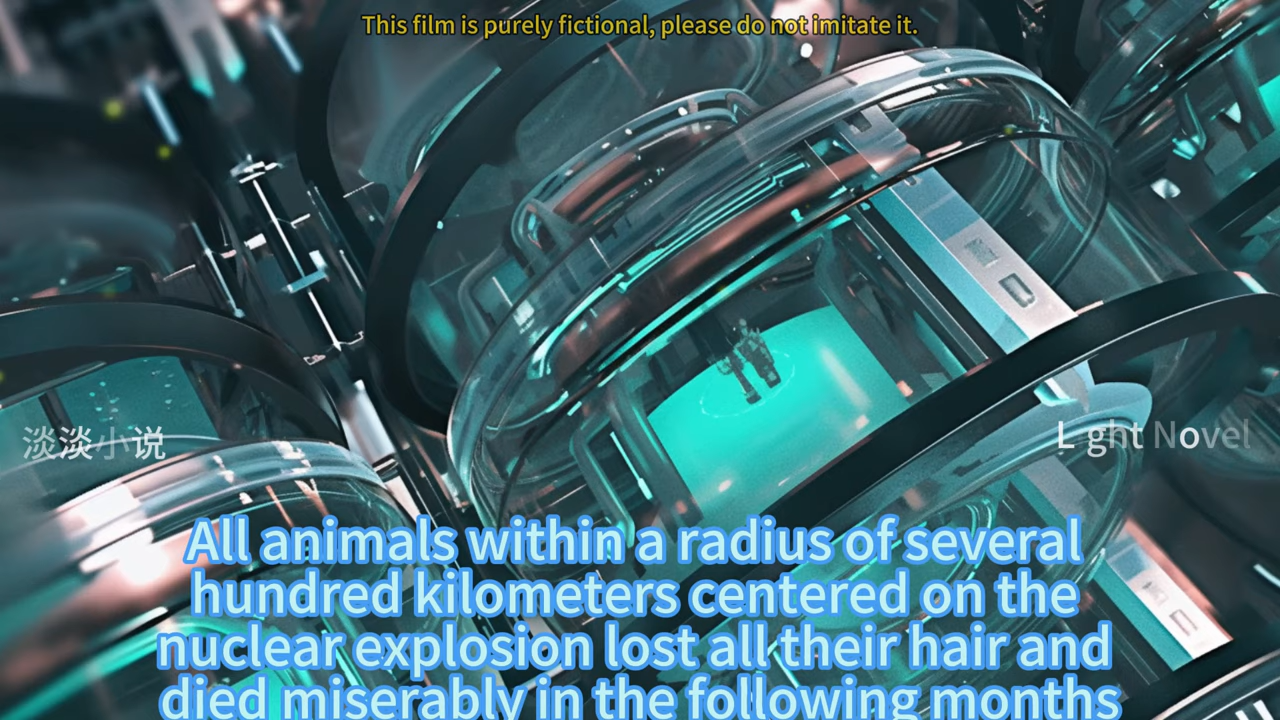 This film is purely fictional, please do not imitate it.
淡淡小说
Light Novel
All animals within a radius of several
hundred kilometers centered on the
nuclear explosion lost all their hair and
died miserably in the following months